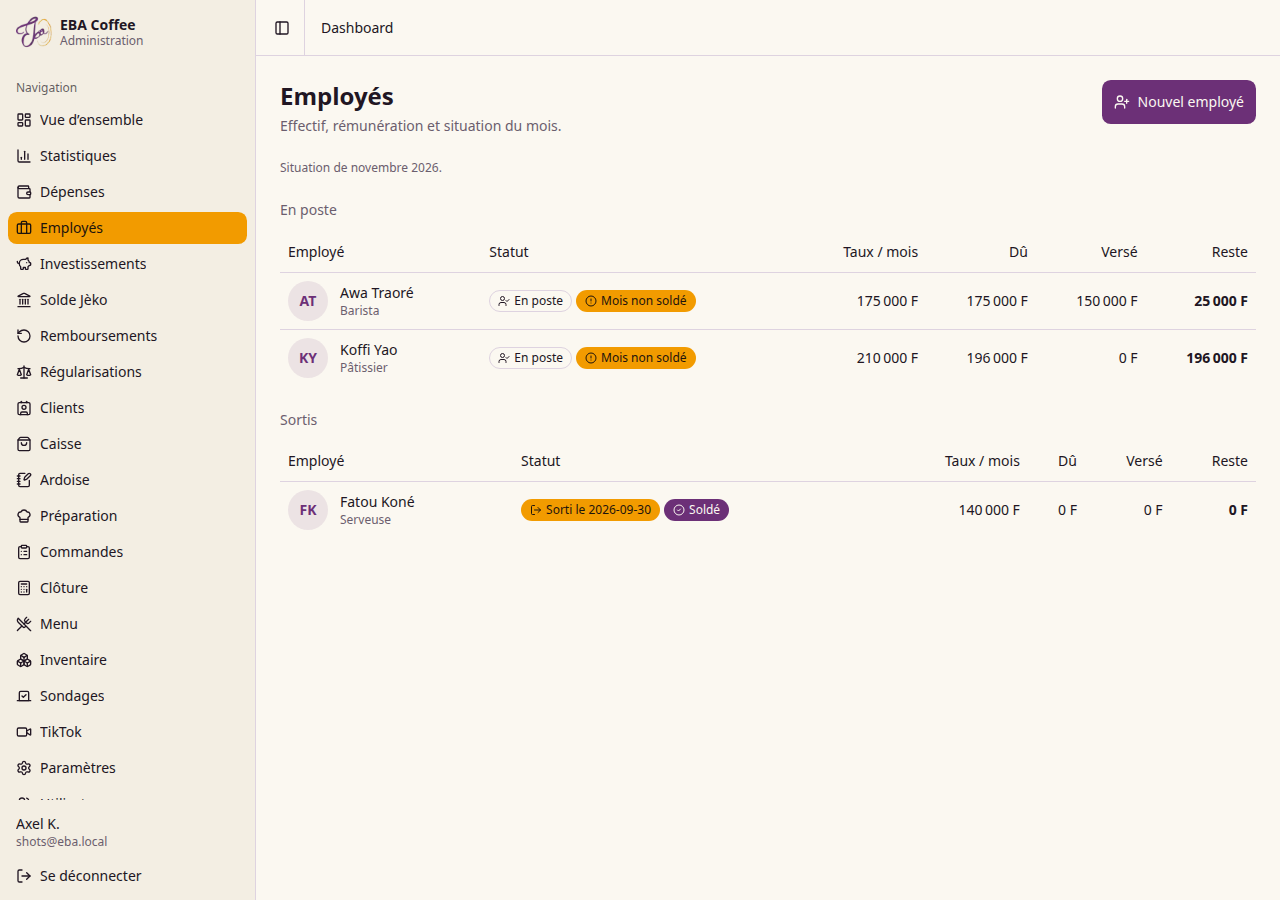 EBA Coffee
Administration
Dashboard
Navigation
Vue d'ensemble
Statistiques
Dépenses
Employés
Investissements
Solde Jèko
Remboursements
Régularisations
Clients
Caisse
Ardoise
Préparation
Commandes
Clôture
Menu
Inventaire
Sondages
TikTok
Paramètres
Axel K.
shots@eba.local
Se déconnecter
Employés
Effectif, rémunération et situation du mois.
Nouvel employé
Situation de novembre 2026.
En poste
Employé Statut Taux / mois Dû Versé Reste
AT Awa Traoré En poste Mois non soldé 175 000 F 175 000 F 150 000 F 25 000 F
Barista
KY Koffi Yao En poste Mois non soldé 210 000 F 196 000 F 0 F 196 000 F
Pâtissier
Sortis
Employé Statut Taux / mois Dû Versé Reste
FK Fatou Koné Sorti le 2026-09-30 Soldé 140 000 F 0 F 0 F 0 F
Serveuse